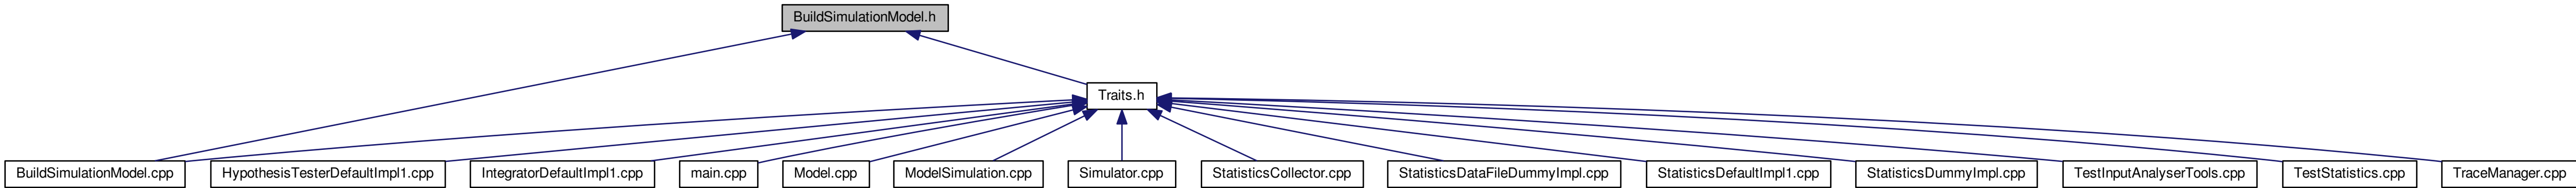 BuildSimulationModel.h
Traits.h
BuildSimulationModel.cpp
HypothesisTesterDefaultImpl1.cpp
IntegratorDefaultImpl1.cpp
main.cpp
Model.cpp
ModelSimulation.cpp
Simulator.cpp
StatisticsCollector.cpp
StatisticsDataFileDummyImpl.cpp
StatisticsDefaultImpl1.cpp
StatisticsDummyImpl.cpp
TestInputAnalyserTools.cpp
TestStatistics.cpp
TraceManager.cpp